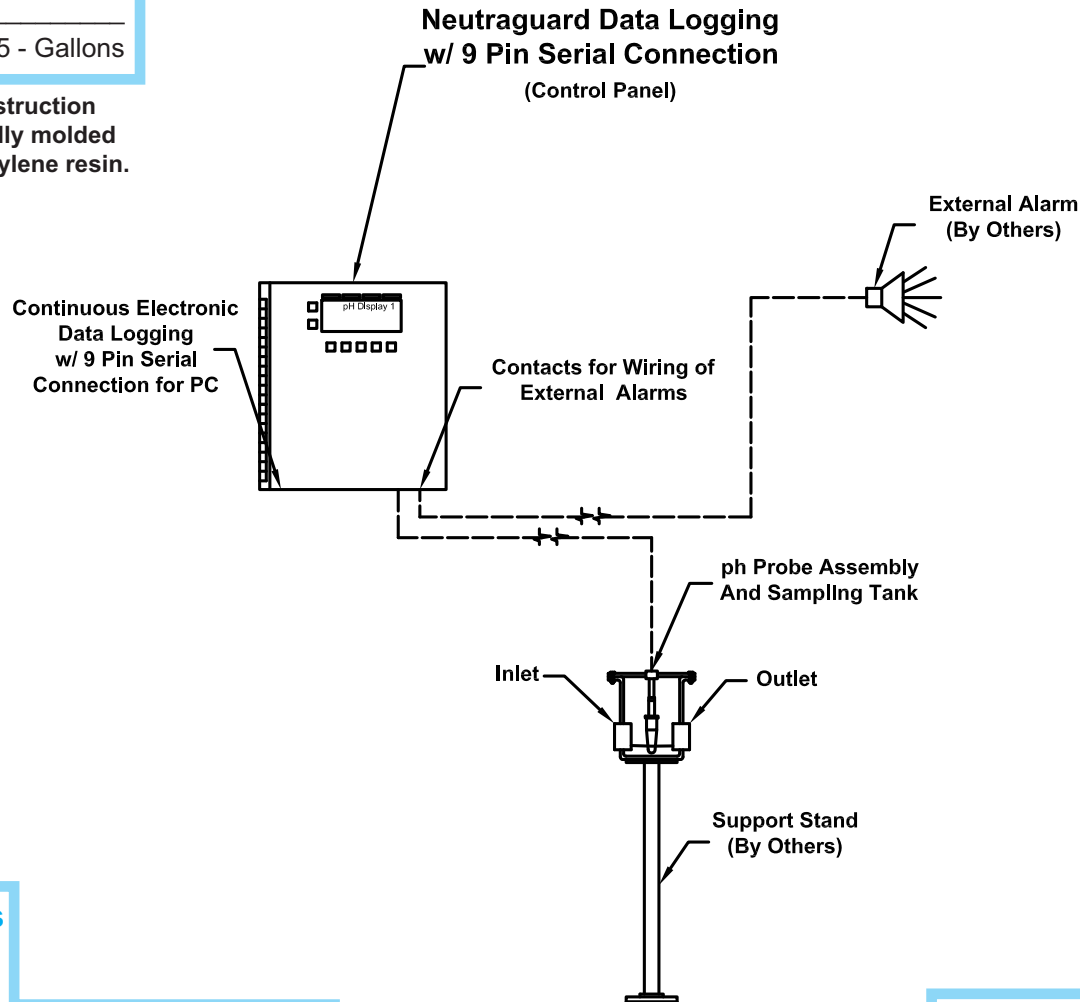 5 - Gallons
struction
lly molded
ylene resin.
Neutraguard Data Logging
w/ 9 Pin Serial Connection
(Control Panel)
External Alarm
(By Others)
Continuous Electronic
Data Logging
w/ 9 Pin Serial
Connection for PC
pH Display 1
Contacts for Wiring of
External Alarms
ph Probe Assembly
And Sampling Tank
Inlet
Outlet
Support Stand
(By Others)
s